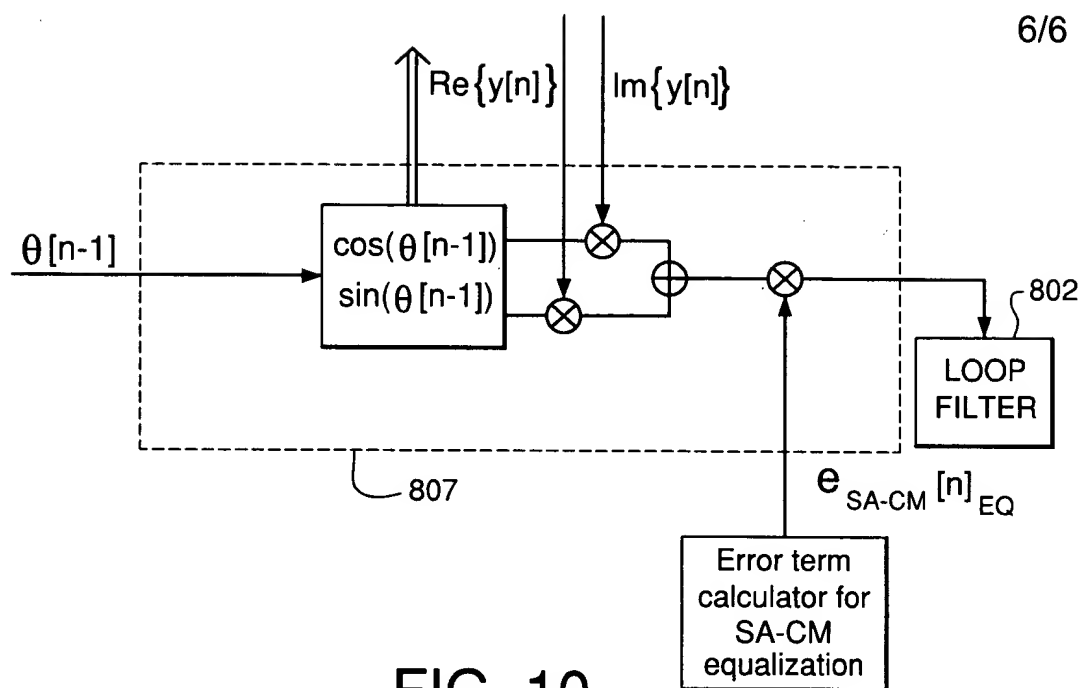 6/6
Re{y[n]}
Im{y[n]}
θ[n-1]
cos(θ[n-1])
sin(θ[n-1])
802
LOOP
FILTER
807
e SA-CM [n] EQ
Error term
calculator for
SA-CM
equalization
FIG. 10